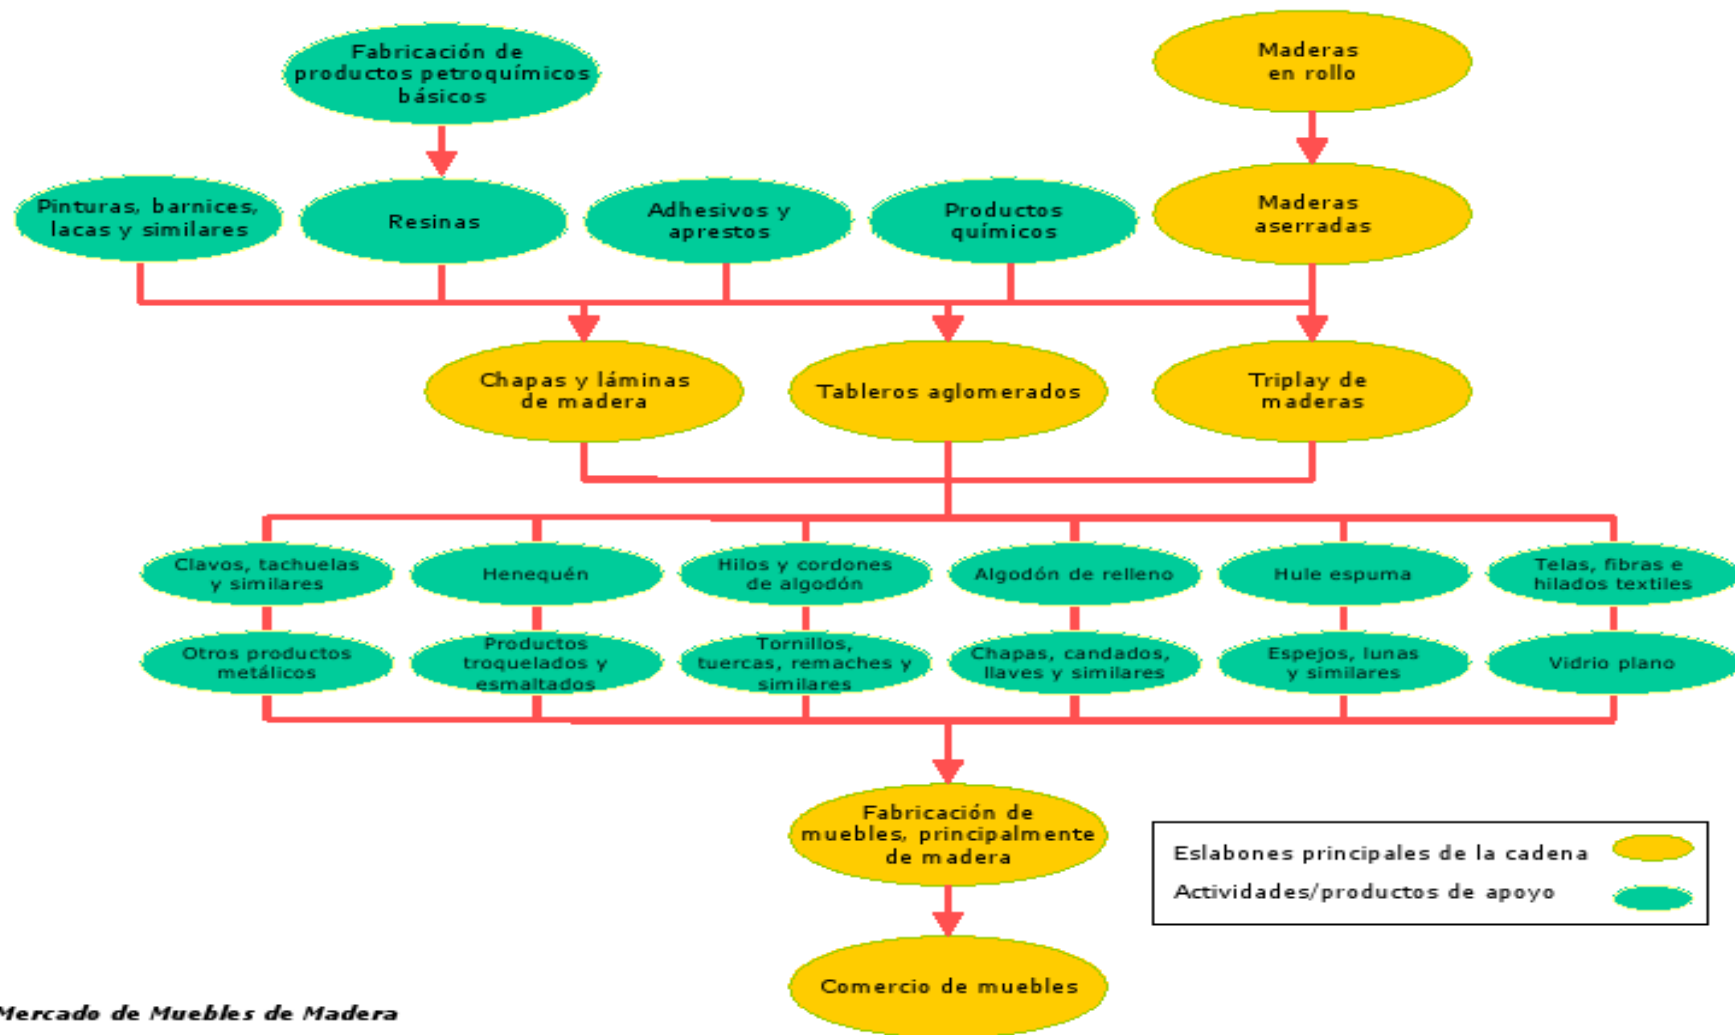 Fabricación de
productos petroquímicos
básicos
Maderas
en rollo
Pinturas, barnices,
lacas y similares
Resinas
Adhesivos y
aprestos
Productos
químicos
Maderas
aserradas
Chapas y láminas
de madera
Tableros aglomerados
Triplay de
maderas
Clavos, tachuelas
y similares
Henequén
Hilos y cordones
de algodón
Algodón de relleno
Hule espuma
Telas, fibras e
hilados textiles
Otros productos
metálicos
Productos
troquelados y
esmaltados
Tornillos,
tuercas, remaches y
similares
Chapas, candados,
llaves y similares
Espejos, lunas
y similares
Vidrio plano
Fabricación de
muebles, principalmente
de madera
Eslabones principales de la cadena
Actividades/productos de apoyo
Comercio de muebles
Mercado de Muebles de Madera